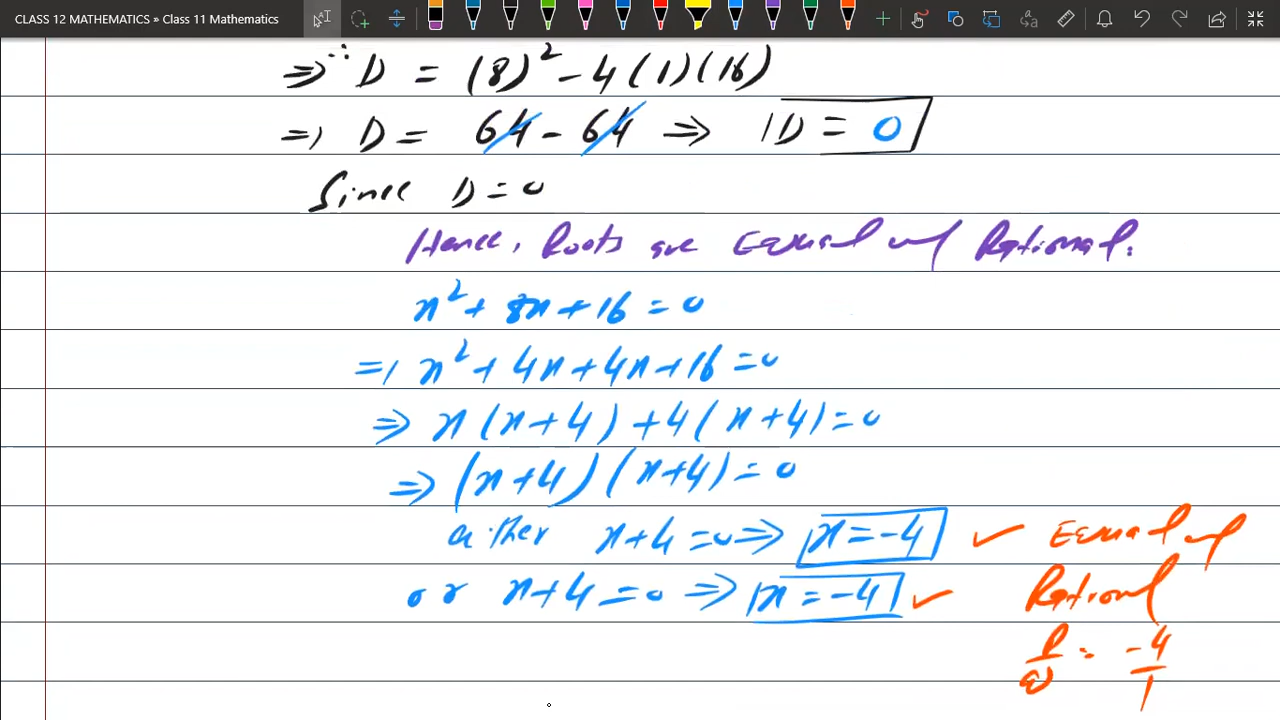 CLASS 12 MATHEMATICS » Class 11 Mathematics
⇒ ∴ D = (8)² - 4(1)(16)
⇒ D = 64 - 64 ⇒ D = 0
Since D = 0
Hence, Roots are Equal and Rational.
x² + 8x + 16 = 0
⇒ x² + 4x + 4x + 16 = 0
⇒ x(x+4) + 4(x+4) = 0
⇒ (x+4)(x+4) = 0
either x+4 = 0 ⇒ x = -4 ✓ Equal and
or x+4 = 0 ⇒ x = -4 ✓ Rational
p/q = -4/1